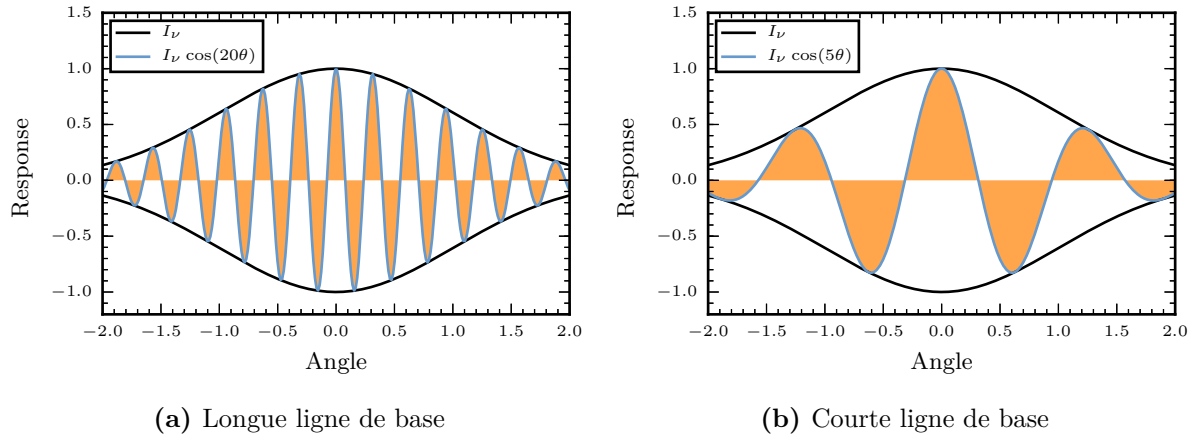 1.5
1.0
0.5
0.0
−0.5
−1.0
Response
I_ν
I_ν cos(20θ)
−2.0 −1.5 −1.0 −0.5 0.0 0.5 1.0 1.5 2.0
Angle
(a) Longue ligne de base
1.5
1.0
0.5
0.0
−0.5
−1.0
Response
I_ν
I_ν cos(5θ)
−2.0 −1.5 −1.0 −0.5 0.0 0.5 1.0 1.5 2.0
Angle
(b) Courte ligne de base